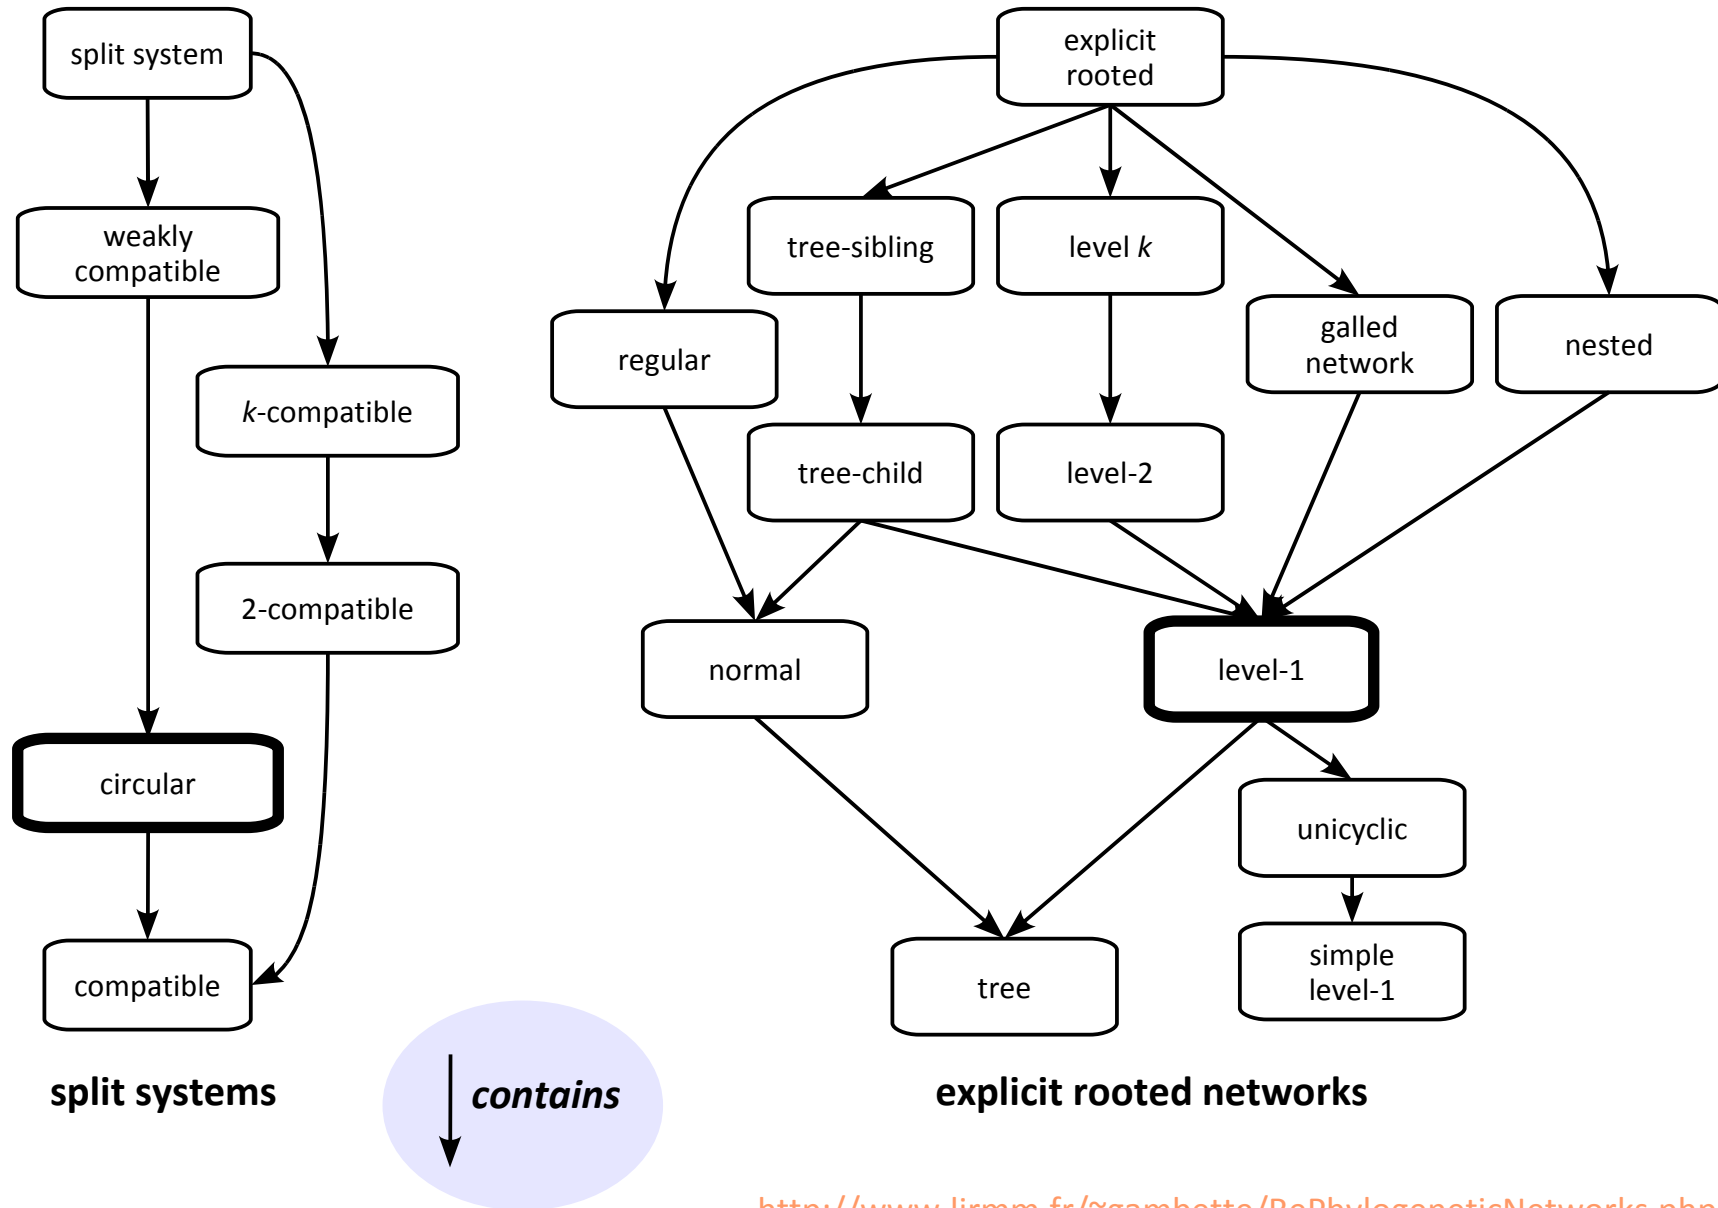 split system
weakly
compatible
k-compatible
2-compatible
circular
compatible
split systems
contains
explicit
rooted
tree-sibling
level k
regular
galled
network
nested
tree-child
level-2
normal
level-1
unicyclic
tree
simple
level-1
explicit rooted networks